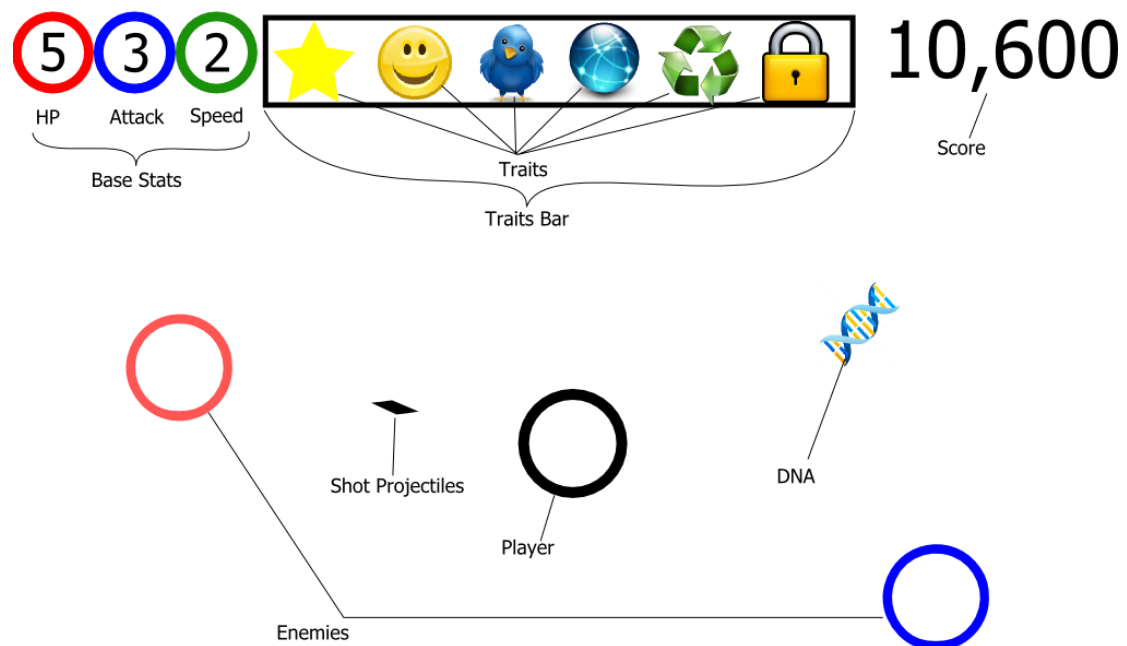 5 3 2 10,600
HP Attack Speed
Score
Base Stats
Traits
Traits Bar
DNA
Shot Projectiles
Player
Enemies